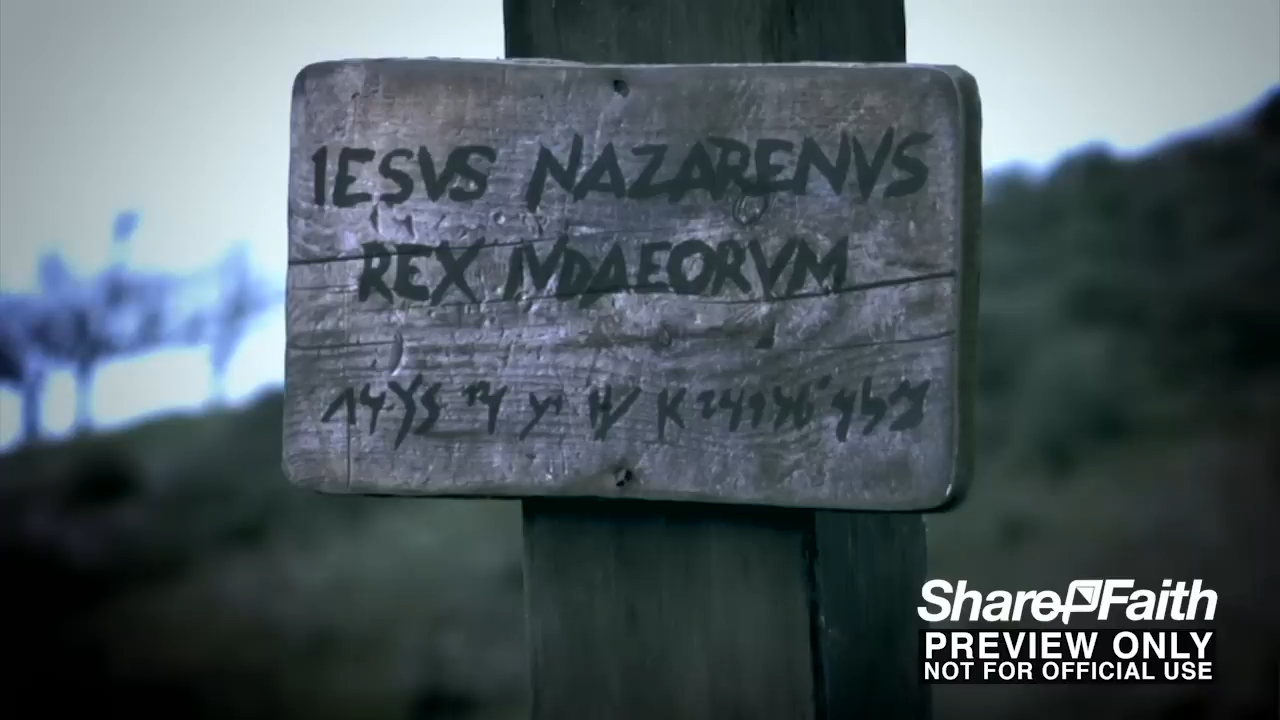 IESVS NAZARENVS
REX IVDAEORVM
ShareFaith
PREVIEW ONLY
NOT FOR OFFICIAL USE